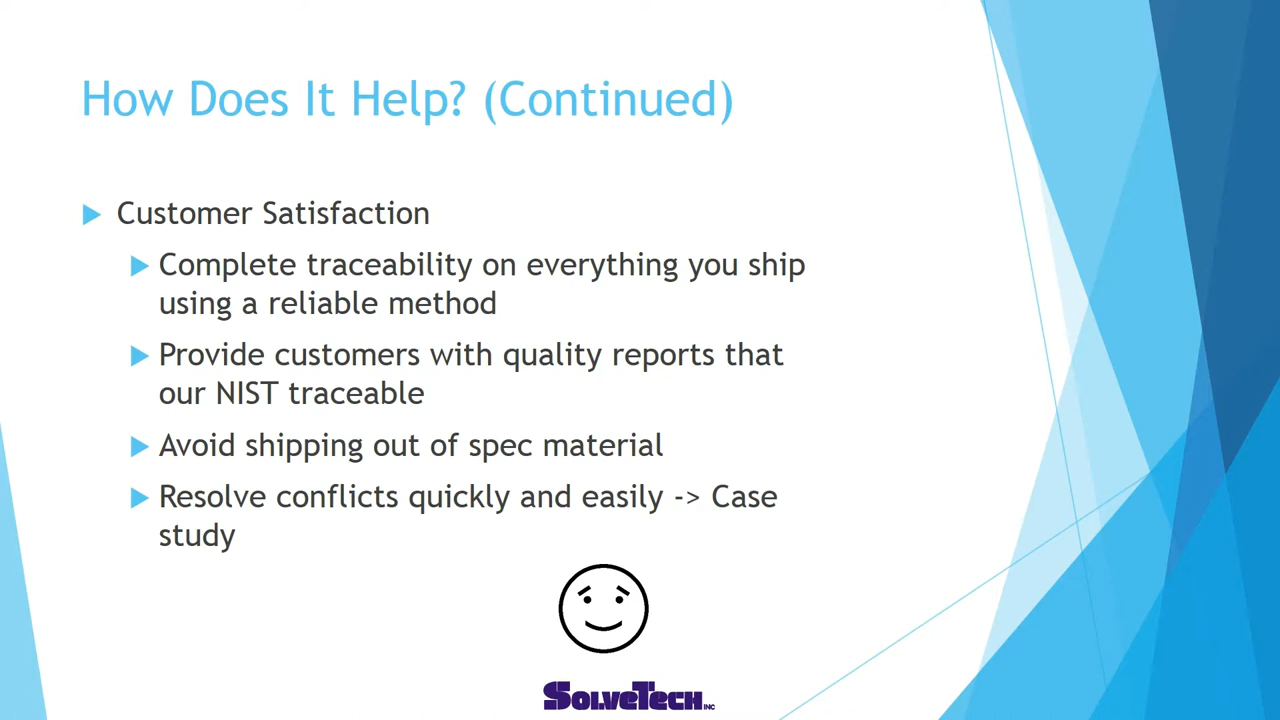 How Does It Help? (Continued)
Customer Satisfaction
Complete traceability on everything you ship
using a reliable method
Provide customers with quality reports that
our NIST traceable
Avoid shipping out of spec material
Resolve conflicts quickly and easily -> Case
study
SOLVETECH INC